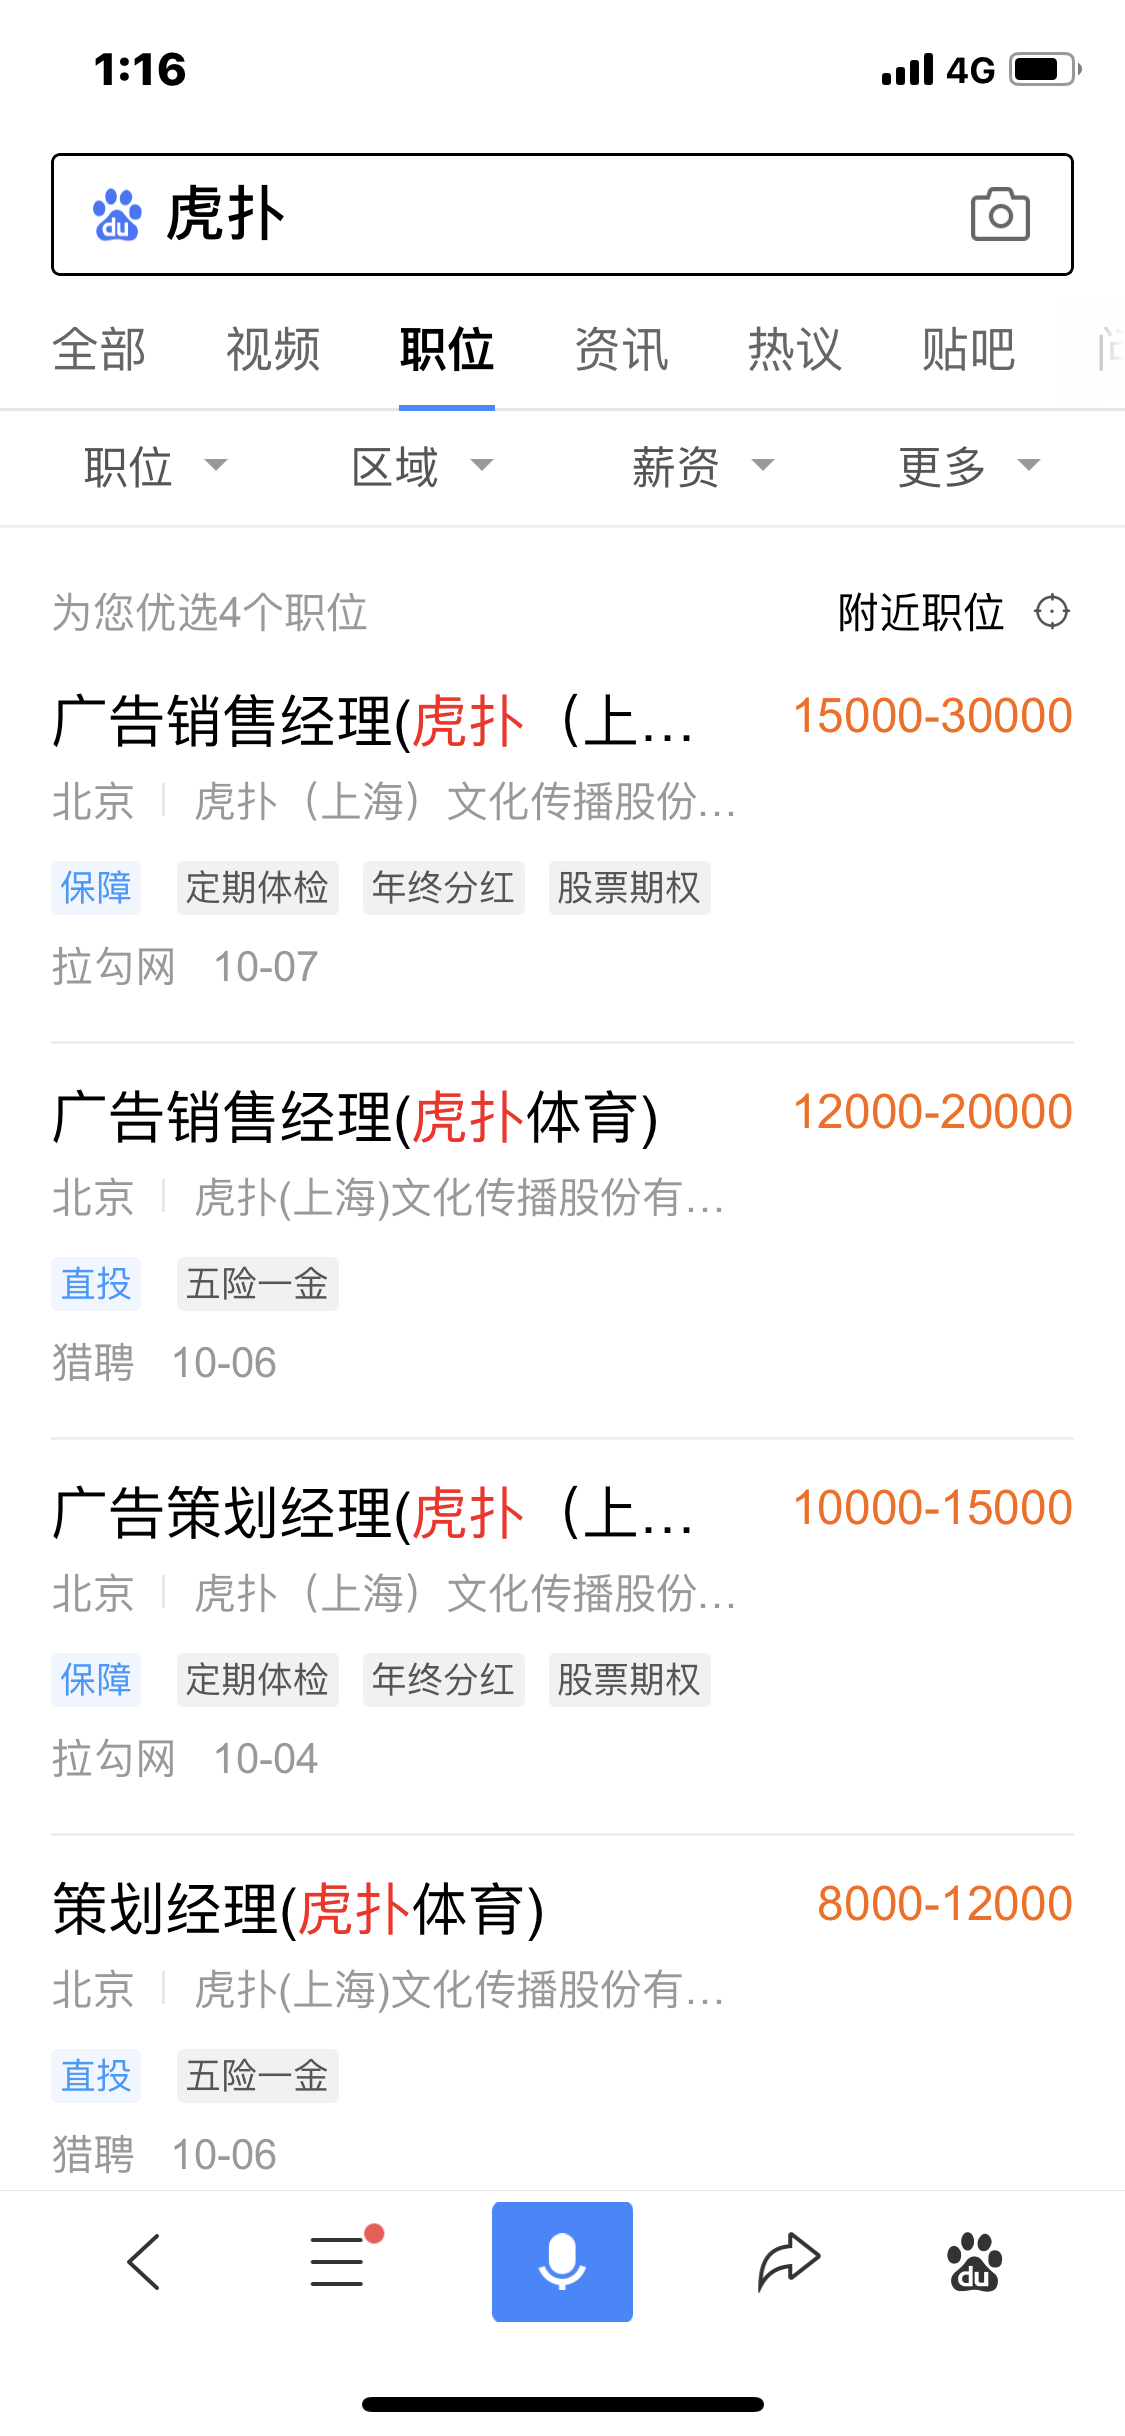 1:16 4G
du 虎扑
全部 视频 职位 资讯 热议 贴吧
职位 区域 薪资 更多
为您优选4个职位 附近职位
广告销售经理(虎扑（上... 15000-30000
北京 虎扑（上海）文化传播股份...
保障 定期体检 年终分红 股票期权
拉勾网 10-07
广告销售经理(虎扑体育) 12000-20000
北京 虎扑(上海)文化传播股份有...
直投 五险一金
猎聘 10-06
广告策划经理(虎扑（上... 10000-15000
北京 虎扑（上海）文化传播股份...
保障 定期体检 年终分红 股票期权
拉勾网 10-04
策划经理(虎扑体育) 8000-12000
北京 虎扑(上海)文化传播股份有...
直投 五险一金
猎聘 10-06
du